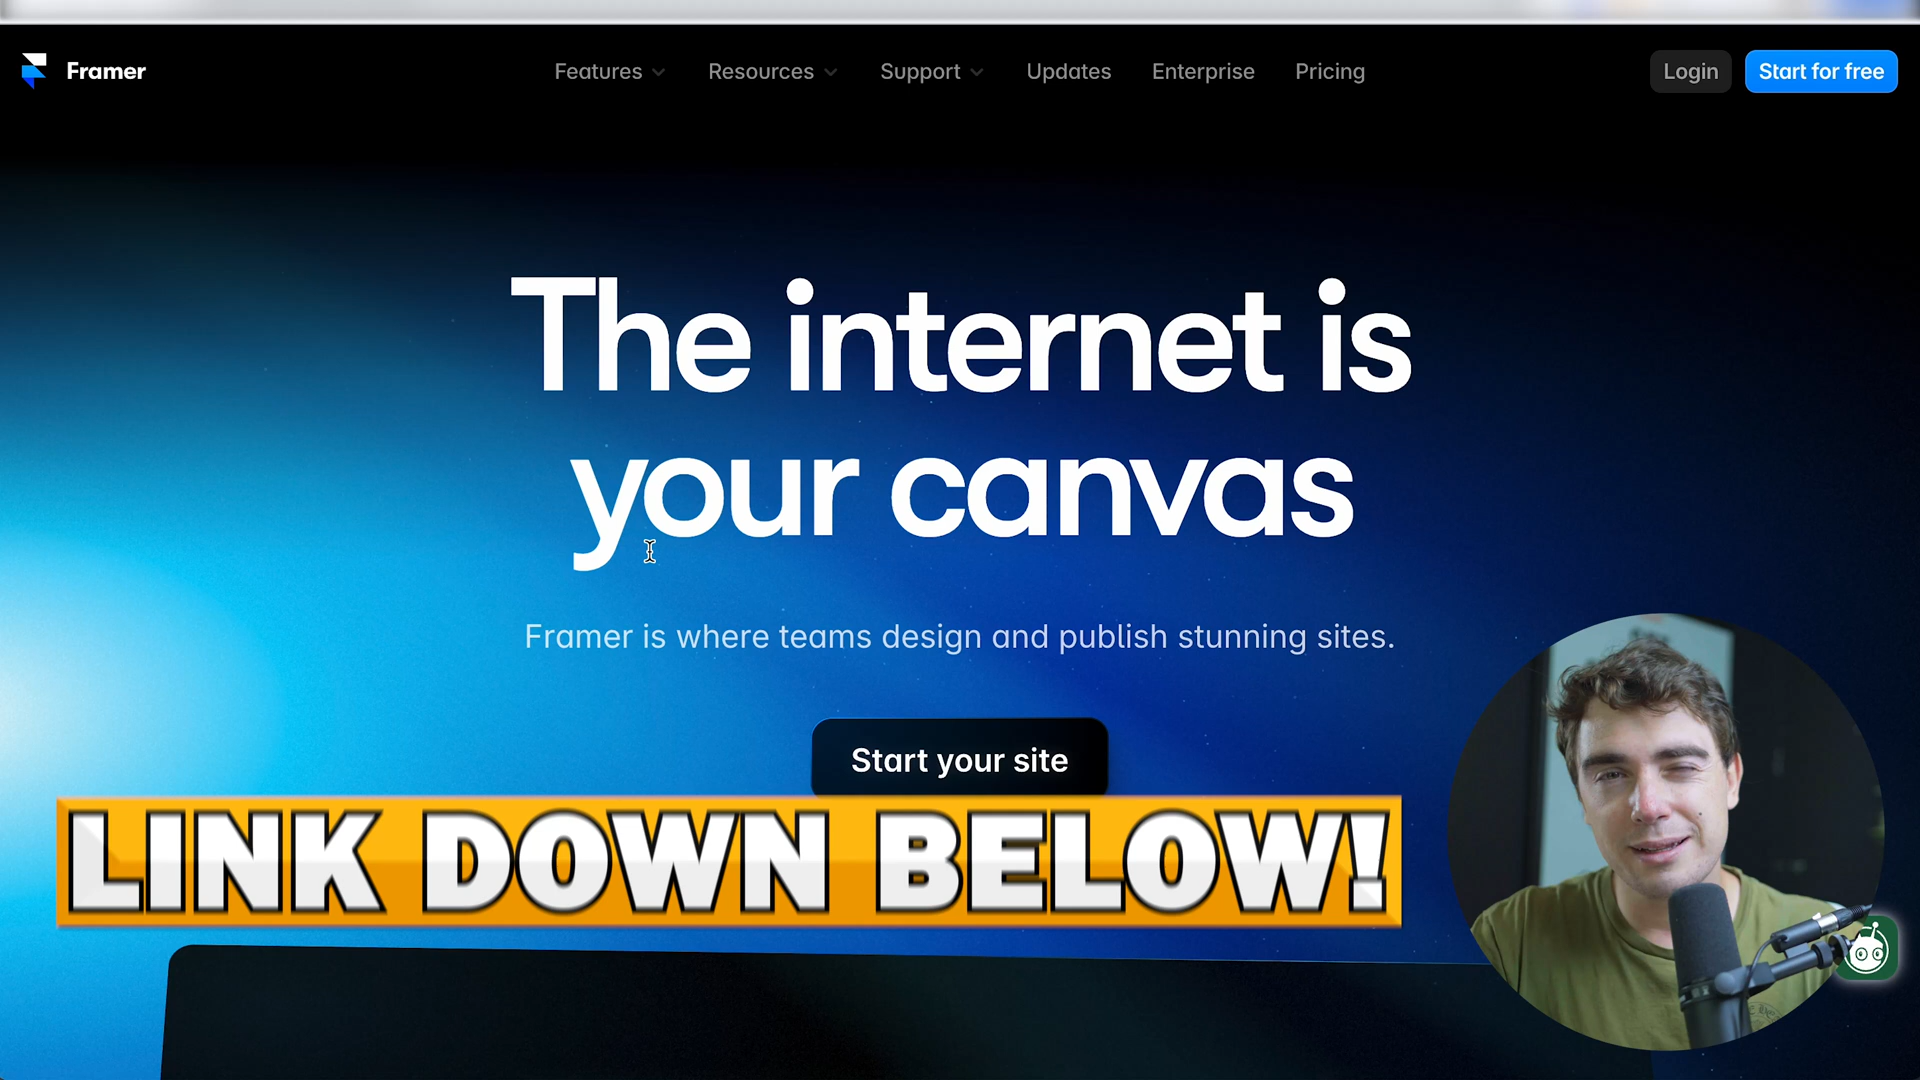 Framer
Features
Resources
Support
Updates
Enterprise
Pricing
Login
Start for free
The internet is
your canvas
Framer is where teams design and publish stunning sites.
Start your site
LINK DOWN BELOW!